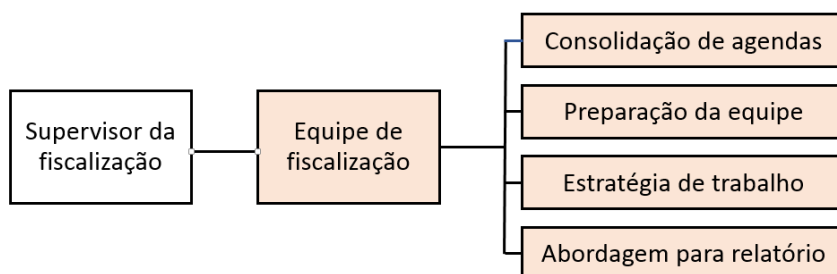 Supervisor da
fiscalização
Equipe de
fiscalização
Consolidação de agendas
Preparação da equipe
Estratégia de trabalho
Abordagem para relatório